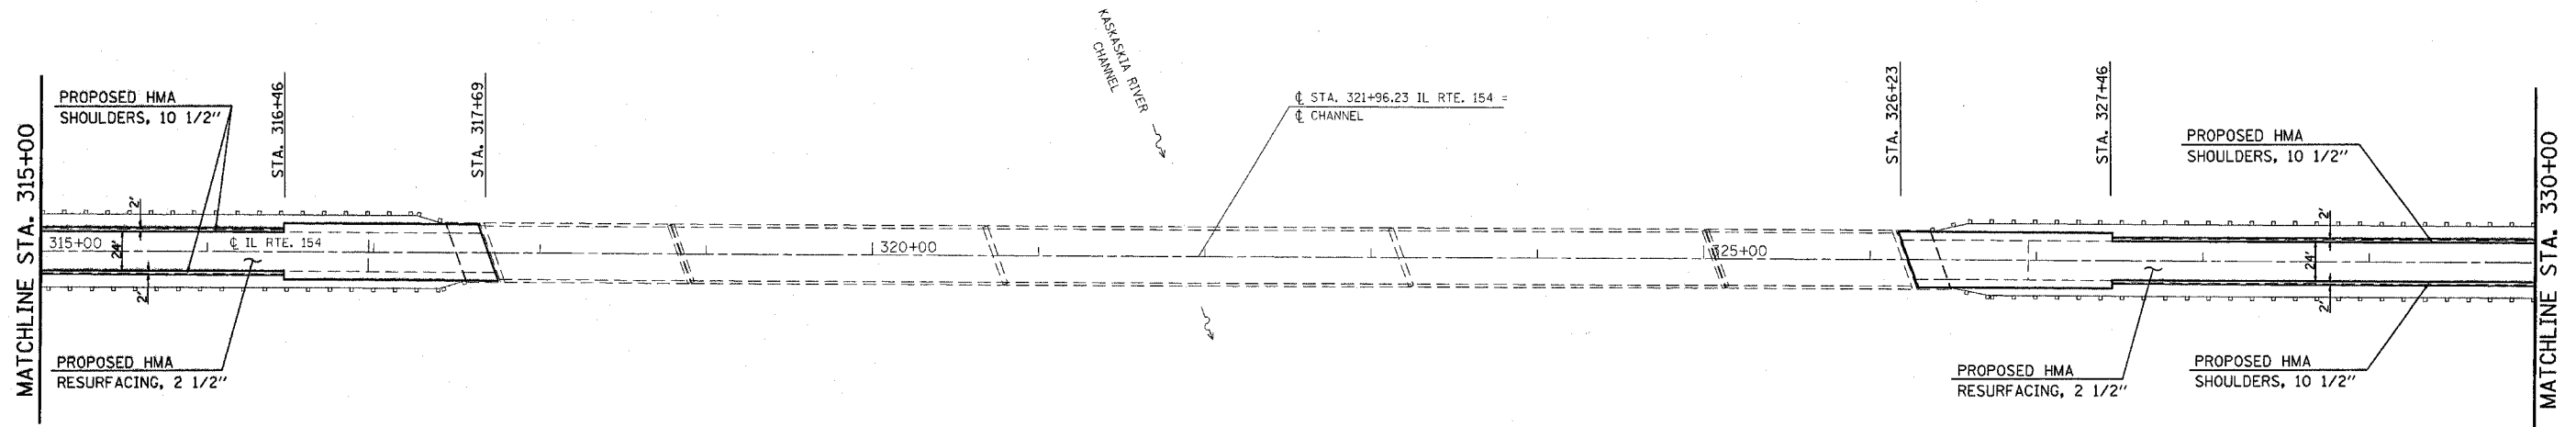 MATCHLINE STA. 315+00
PROPOSED HMA
SHOULDERS, 10 1/2"
STA. 316+46
STA. 317+69
KASKASKIA RIVER
CHANNEL
℄ STA. 321+96.23 IL RTE. 154 =
℄ CHANNEL
STA. 326+23
STA. 327+46
PROPOSED HMA
SHOULDERS, 10 1/2"
MATCHLINE STA. 330+00
2'
315+00
24'
℄ IL RTE. 154
2'
320+00
325+00
2'
24'
2'
PROPOSED HMA
RESURFACING, 2 1/2"
PROPOSED HMA
RESURFACING, 2 1/2"
PROPOSED HMA
SHOULDERS, 10 1/2"